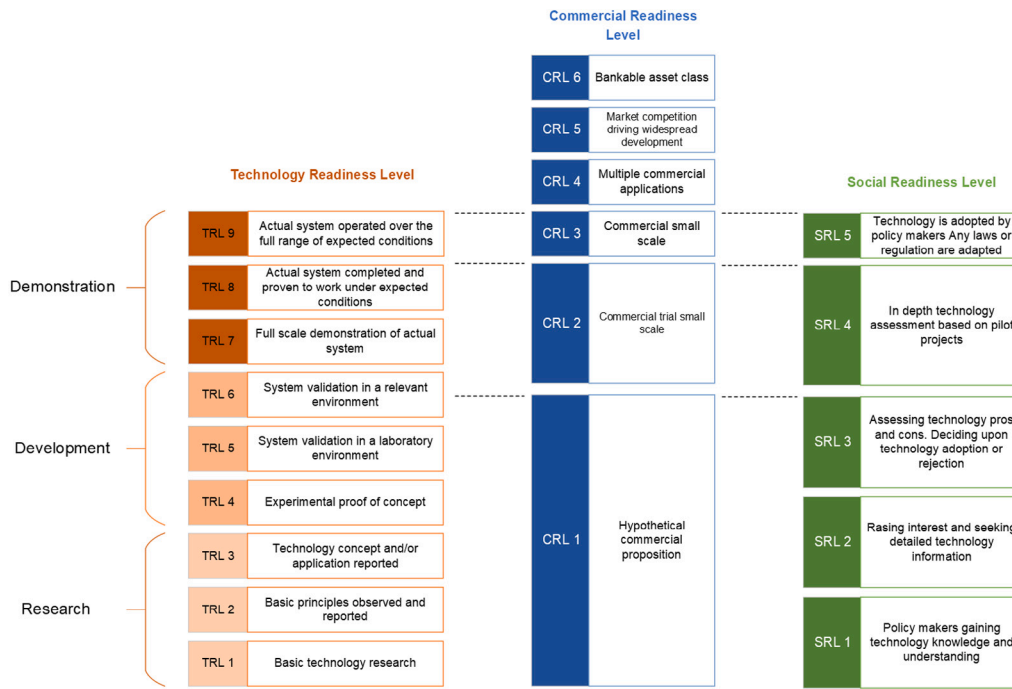 Commercial Readiness
Level
CRL 6
Bankable asset class
CRL 5
Market competition
driving widespread
development
CRL 4
Multiple commercial
applications
CRL 3
Commercial small
scale
CRL 2
Commercial trial small
scale
CRL 1
Hypothetical
commercial
proposition
Technology Readiness Level
Demonstration
TRL 9
Actual system operated over the
full range of expected conditions
TRL 8
Actual system completed and
proven to work under expected
conditions
TRL 7
Full scale demonstration of actual
system
Development
TRL 6
System validation in a relevant
environment
TRL 5
System validation in a laboratory
environment
TRL 4
Experimental proof of concept
Research
TRL 3
Technology concept and/or
application reported
TRL 2
Basic principles observed and
reported
TRL 1
Basic technology research
Social Readiness Level
SRL 5
Technology is adopted by
policy makers Any laws or
regulation are adapted
SRL 4
In depth technology
assessment based on pilot
projects
SRL 3
Assessing technology pros
and cons. Deciding upon
technology adoption or
rejection
SRL 2
Rasing interest and seeking
detailed technology
information
SRL 1
Policy makers gaining
technology knowledge and
understanding